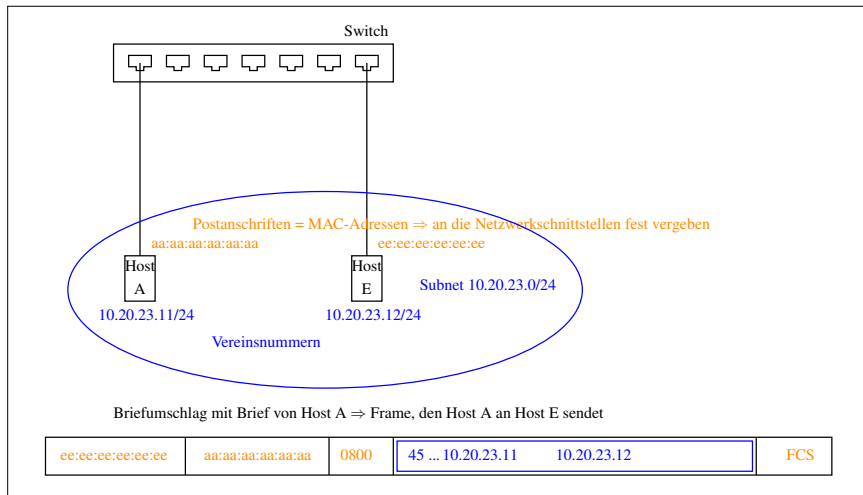 Switch
Postanschriften = MAC-Adressen ⇒ an die Netzwerkschnittstellen fest vergeben
aa:aa:aa:aa:aa:aa ee:ee:ee:ee:ee:ee
Host Host
A E
Subnet 10.20.23.0/24
10.20.23.11/24 10.20.23.12/24
Vereinsnummern
Briefumschlag mit Brief von Host A ⇒ Frame, den Host A an Host E sendet
ee:ee:ee:ee:ee:ee aa:aa:aa:aa:aa:aa 0800 45 ... 10.20.23.11 10.20.23.12 FCS